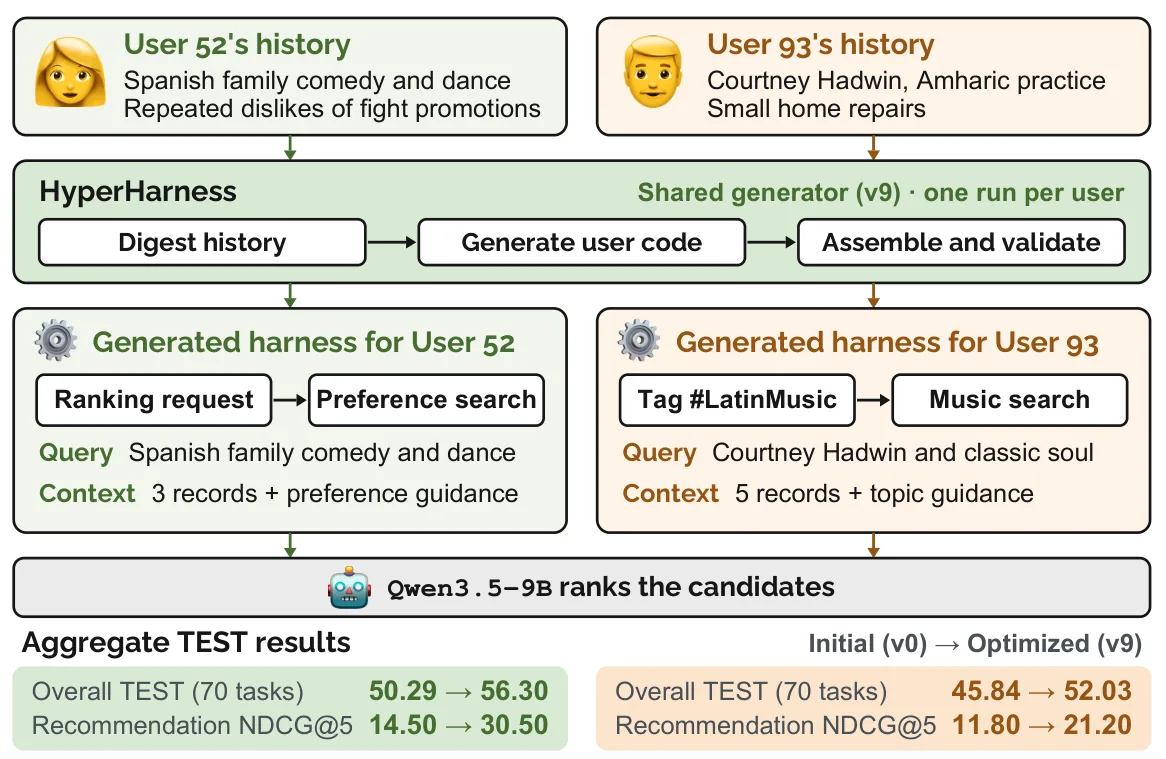 User 52's history
Spanish family comedy and dance
Repeated dislikes of fight promotions
User 93's history
Courtney Hadwin, Amharic practice
Small home repairs
HyperHarness
Shared generator (v9) · one run per user
Digest history
Generate user code
Assemble and validate
Generated harness for User 52
Ranking request
Preference search
Query Spanish family comedy and dance
Context 3 records + preference guidance
Generated harness for User 93
Tag #LatinMusic
Music search
Query Courtney Hadwin and classic soul
Context 5 records + topic guidance
Qwen3.5-9B ranks the candidates
Aggregate TEST results
Initial (v0) → Optimized (v9)
Overall TEST (70 tasks) 50.29 → 56.30
Recommendation NDCG@5 14.50 → 30.50
Overall TEST (70 tasks) 45.84 → 52.03
Recommendation NDCG@5 11.80 → 21.20